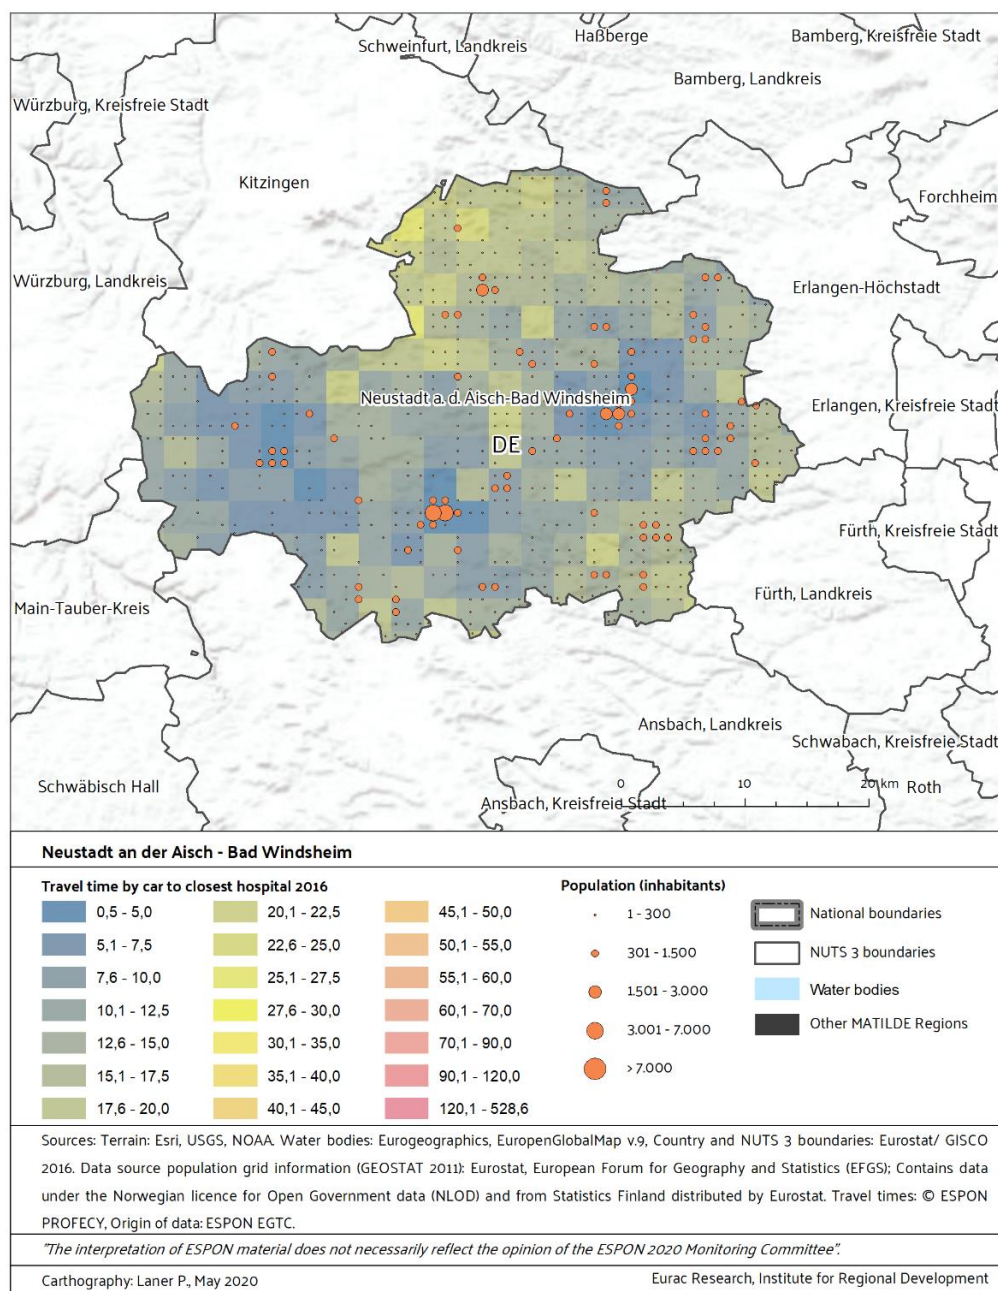 Schweinfurt, Landkreis
Haßberge
Bamberg, Kreisfreie Stadt
Bamberg, Landkreis
Würzburg, Kreisfreie Stadt
Kitzingen
Forchheim
Würzburg, Landkreis
Erlangen-Höchstadt
Neustadt a. d. Aisch-Bad Windsheim
Erlangen, Kreisfreie Stadt
DE
Fürth, Kreisfreie Stadt
Main-Tauber-Kreis
Fürth, Landkreis
Ansbach, Landkreis
Schwabach, Kreisfreie Stadt
Schwäbisch Hall
0 10 20 km
Roth
Ansbach, Kreisfreie Stadt
Neustadt an der Aisch - Bad Windsheim
Travel time by car to closest hospital 2016
0,5 - 5,0
5,1 - 7,5
7,6 - 10,0
10,1 - 12,5
12,6 - 15,0
15,1 - 17,5
17,6 - 20,0
20,1 - 22,5
22,6 - 25,0
25,1 - 27,5
27,6 - 30,0
30,1 - 35,0
35,1 - 40,0
40,1 - 45,0
45,1 - 50,0
50,1 - 55,0
55,1 - 60,0
60,1 - 70,0
70,1 - 90,0
90,1 - 120,0
120,1 - 528,6
Population (inhabitants)
1 - 300
301 - 1.500
1.501 - 3.000
3.001 - 7.000
> 7.000
National boundaries
NUTS 3 boundaries
Water bodies
Other MATILDE Regions
Sources: Terrain: Esri, USGS, NOAA. Water bodies: Eurogeographics, EuropenGlobalMap v.9, Country and NUTS 3 boundaries: Eurostat/ GISCO
2016. Data source population grid information (GEOSTAT 2011): Eurostat, European Forum for Geography and Statistics (EFGS); Contains data
under the Norwegian licence for Open Government data (NLOD) and from Statistics Finland distributed by Eurostat. Travel times: © ESPON
PROFECY, Origin of data: ESPON EGTC.
"The interpretation of ESPON material does not necessarily reflect the opinion of the ESPON 2020 Monitoring Committee".
Carthography: Laner P., May 2020
Eurac Research, Institute for Regional Development